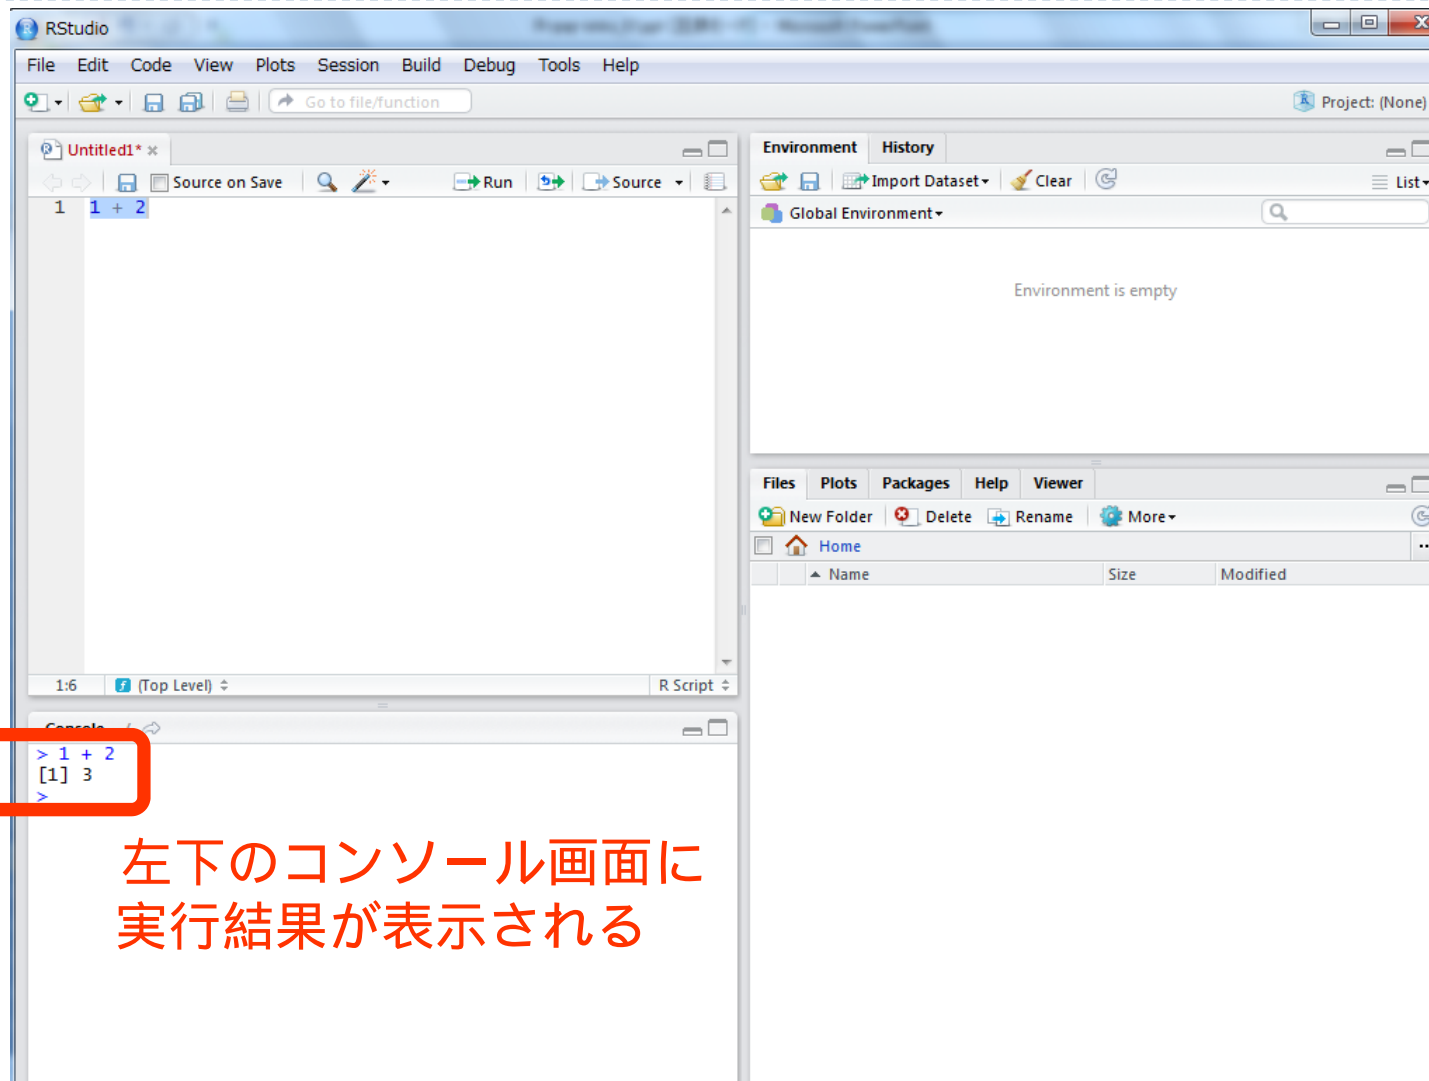 RStudio
File Edit Code View Plots Session Build Debug Tools Help
Go to file/function
Project: (None)
Untitled1*
Source on Save Run Source
1 1 + 2
1:6 (Top Level) R Script
Console
> 1 + 2
[1] 3
>
左下のコンソール画面に
実行結果が表示される
Environment History
Import Dataset Clear List
Global Environment
Environment is empty
Files Plots Packages Help Viewer
New Folder Delete Rename More
Home
Name Size Modified